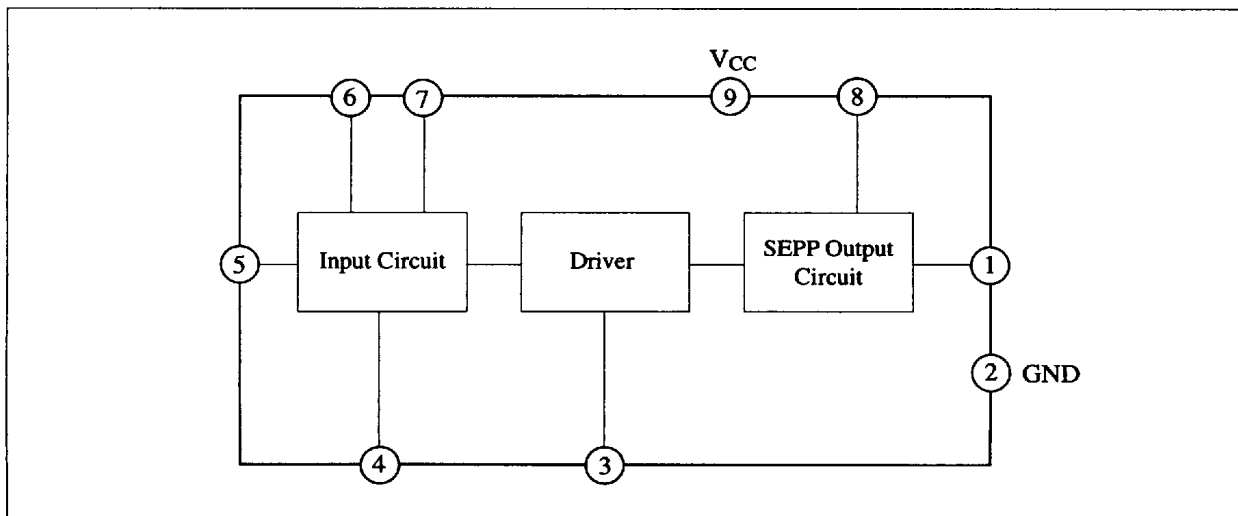 VCC
6
7
9
8
5
Input Circuit
Driver
SEPP Output
Circuit
1
2
GND
4
3